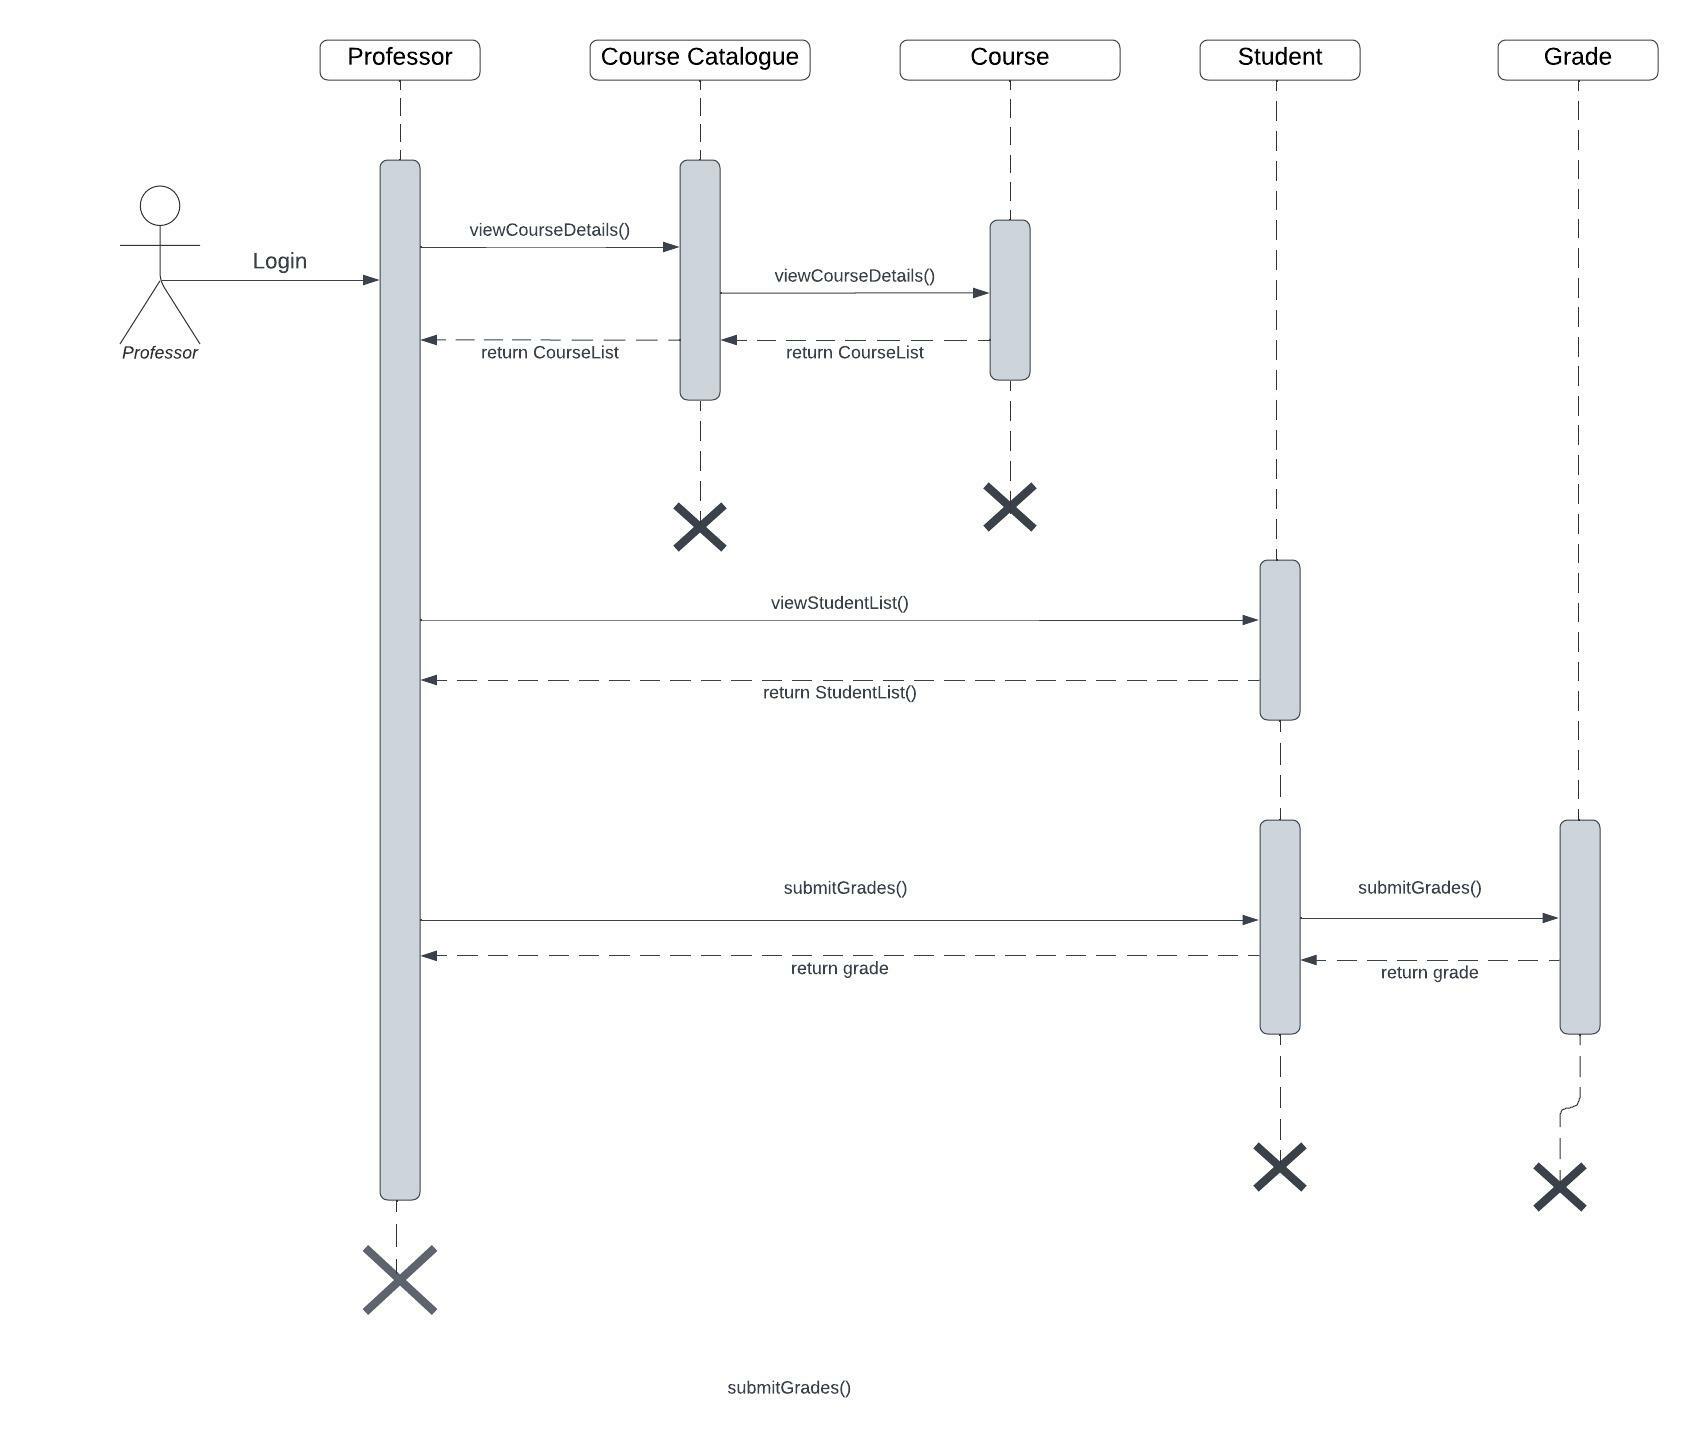 Professor
Course Catalogue
Course
Student
Grade
viewCourseDetails()
Login
viewCourseDetails()
Professor
return CourseList
return CourseList
viewStudentList()
return StudentList()
submitGrades()
submitGrades()
return grade
return grade
submitGrades()